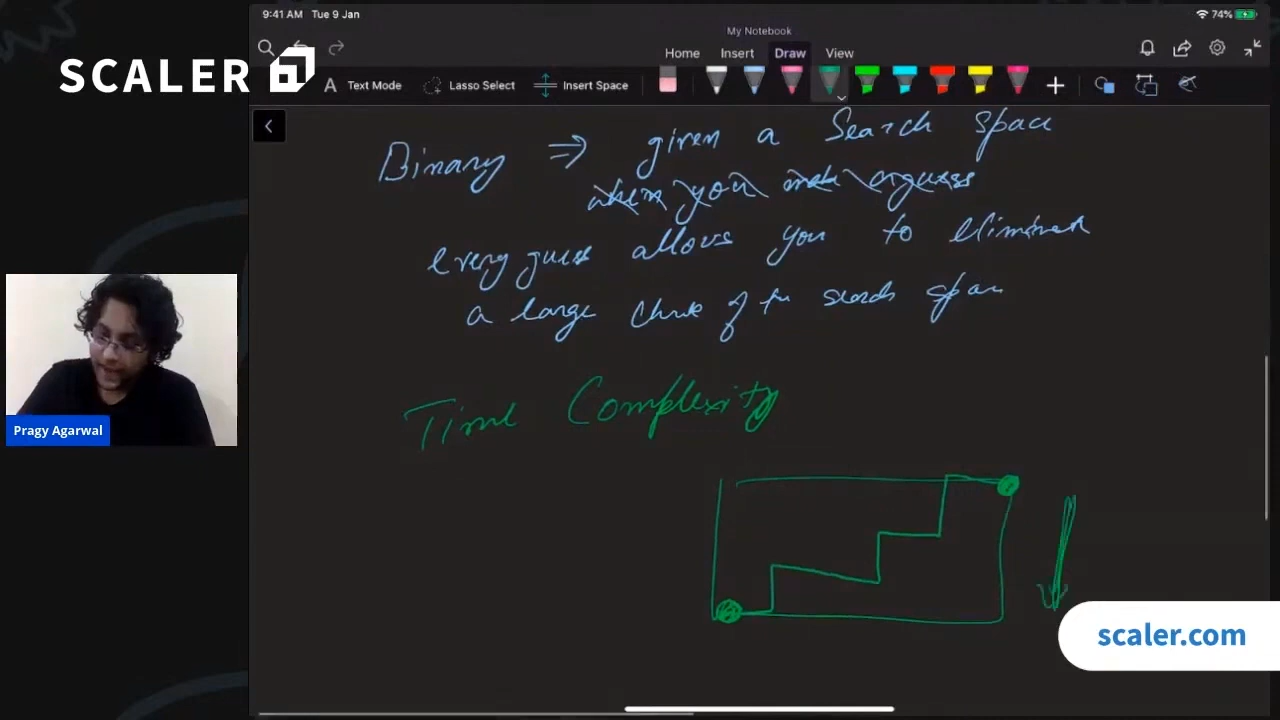 9:41 AM Tue 9 Jan
74%
My Notebook
Home Insert Draw View
SCALER
A Text Mode Lasso Select Insert Space
Binary ⇒ given a Search space
when you make a guess
every guess allows you to eliminate
a large chunk of the search space
Time Complexity
Pragy Agarwal
scaler.com